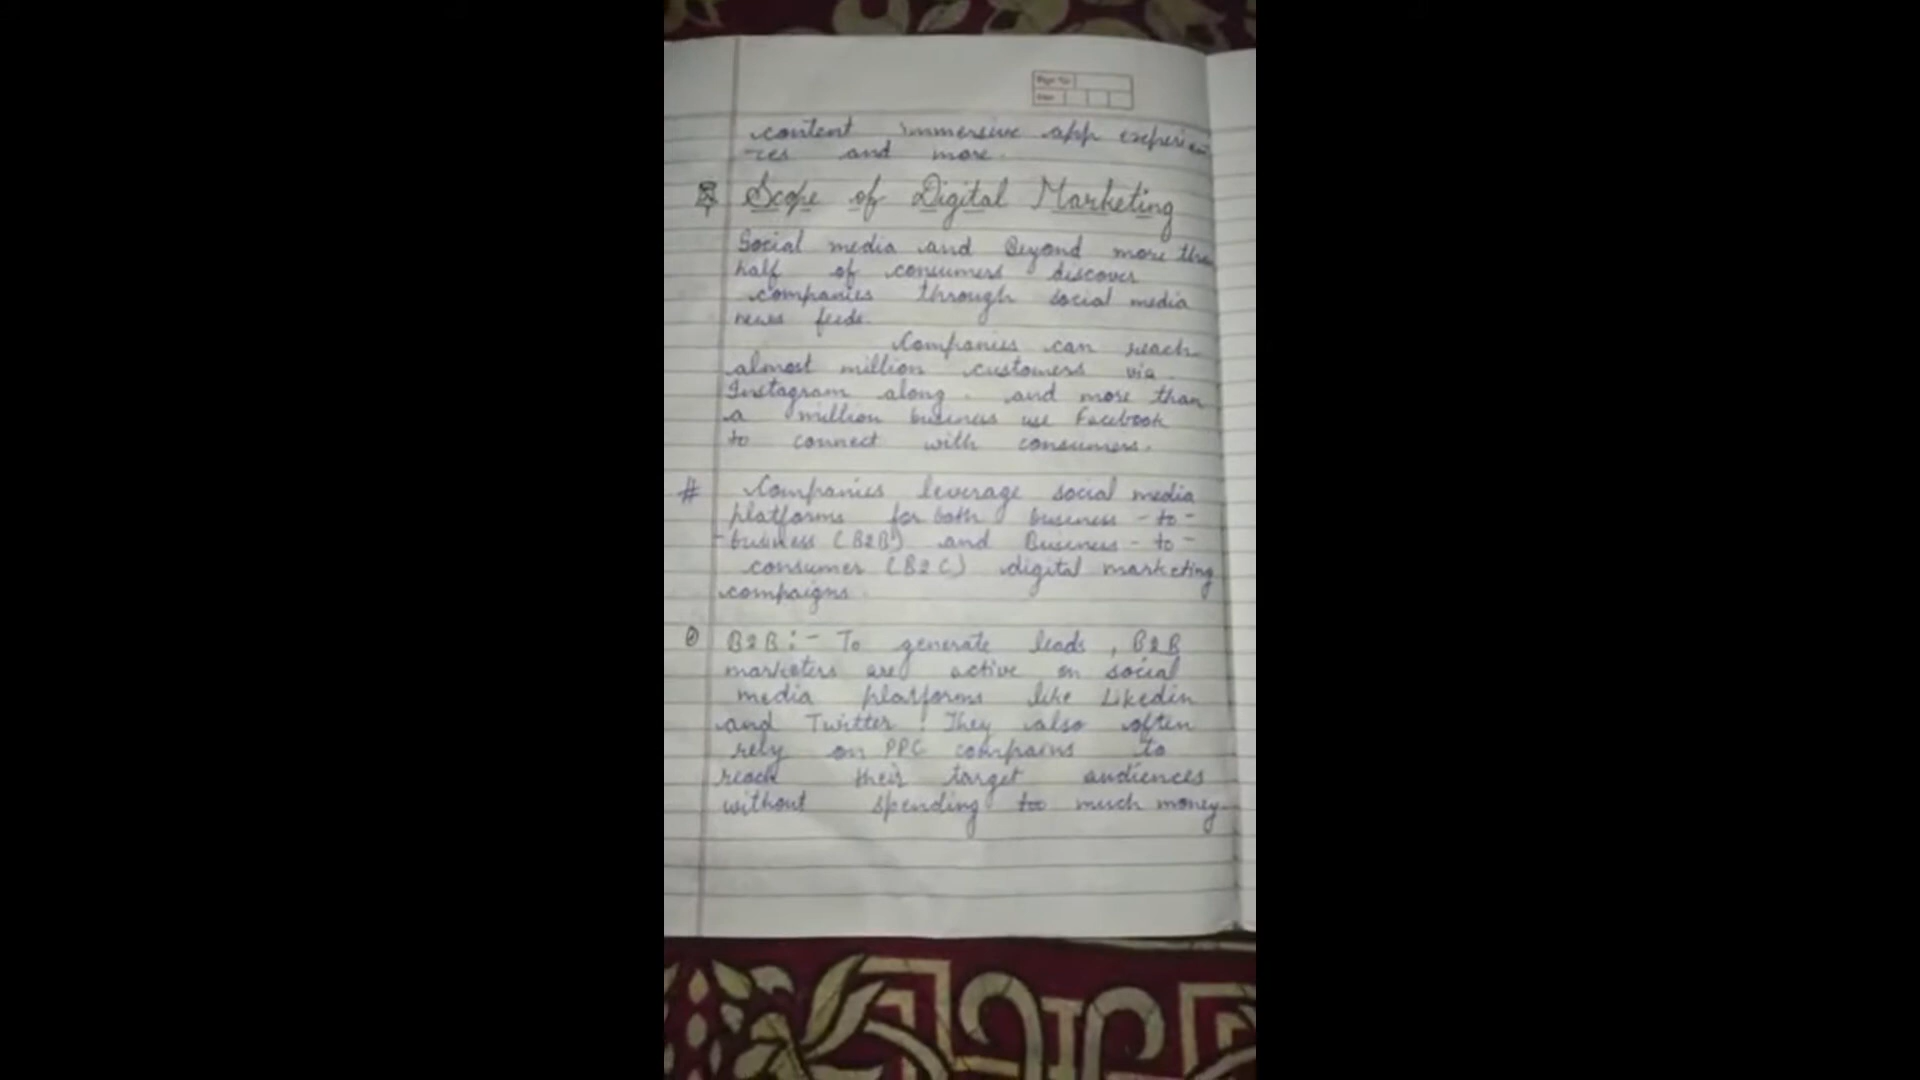 Page No.
Date
content immersive app experien
-ces and more.
Scope of Digital Marketing
Social media and Beyond more than
half of consumers discover
companies through social media
news feeds.
Companies can reach
almost million customers via
Instagram along. and more than
a million business use Facebook
to connect with consumers.
# Companies leverage social media
platforms for both business - to -
- business (B2B) and Business - to -
consumer (B2C) digital marketing
compaigns.
B2B :- To generate leads, B2B
marketers are active on social
media platforms like Likedin
and Twitter. They also often
rely on PPC compains to
reach their target audiences
without spending too much money.